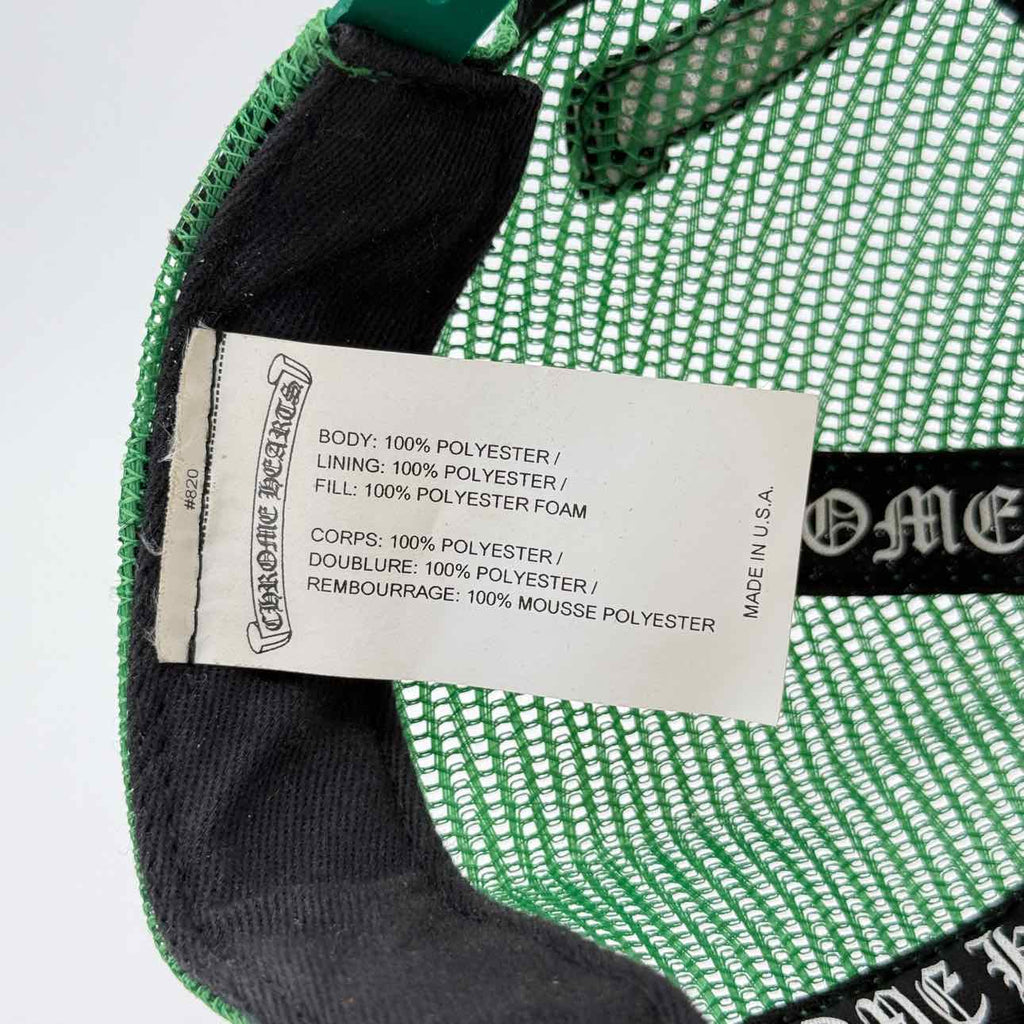 #820
CHROME HEARTS
BODY: 100% POLYESTER /
LINING: 100% POLYESTER /
FILL: 100% POLYESTER FOAM
CORPS: 100% POLYESTER /
DOUBLURE: 100% POLYESTER /
REMBOURRAGE: 100% MOUSSE POLYESTER
MADE IN U.S.A.
OME
OME H